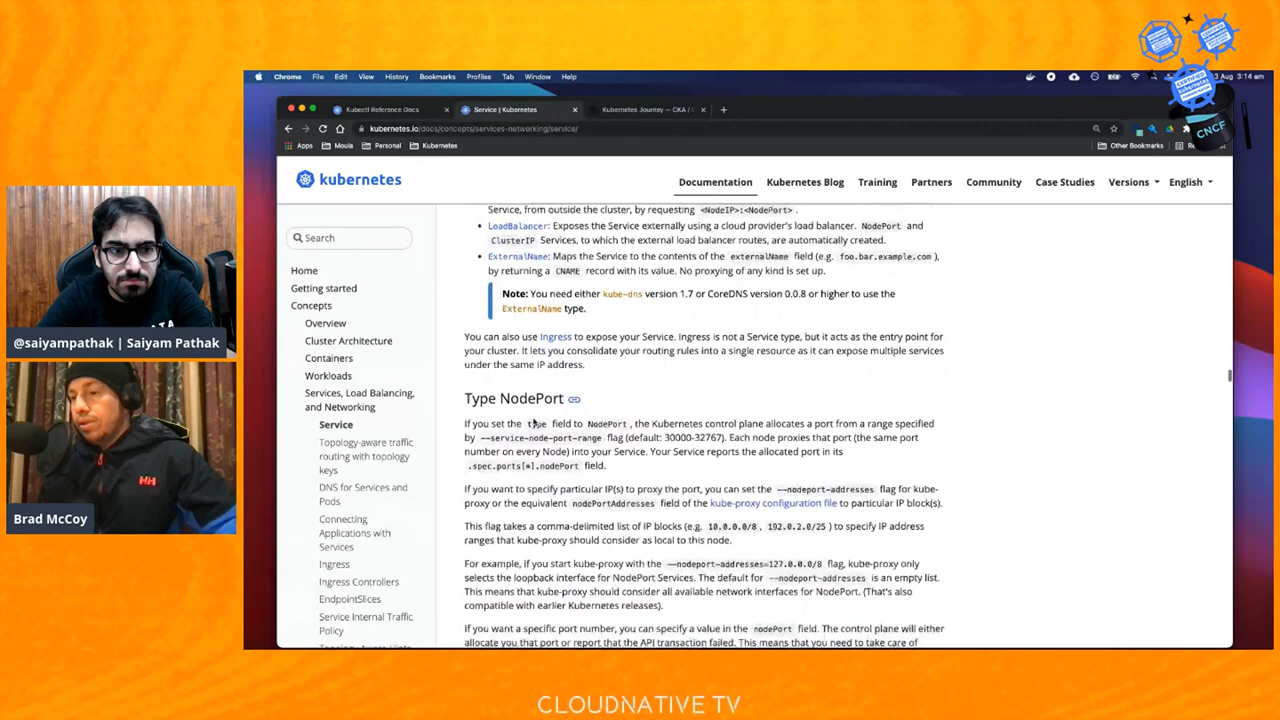 Chrome File Edit View History Bookmarks Profiles Tab Window Help
Aug 3:14 am
Kubectl Reference Docs
Service | Kubernetes
Kubernetes Journey — CKA / C
kubernetes.io/docs/concepts/services-networking/service/
Apps Moula Personal Kubernetes
Other Bookmarks
CNCF
kubernetes
Documentation Kubernetes Blog Training Partners Community Case Studies Versions English
Search
Home
Getting started
Concepts
Overview
Cluster Architecture
Containers
Workloads
Services, Load Balancing,
and Networking
Service
Topology-aware traffic
routing with topology
keys
DNS for Services and
Pods
Connecting
Applications with
Services
Ingress
Ingress Controllers
EndpointSlices
Service Internal Traffic
Policy
Topology Aware Hints
Service, from outside the cluster, by requesting <NodeIP>:<NodePort>.
• LoadBalancer: Exposes the Service externally using a cloud provider's load balancer. NodePort and
ClusterIP Services, to which the external load balancer routes, are automatically created.
• ExternalName: Maps the Service to the contents of the externalName field (e.g. foo.bar.example.com),
by returning a CNAME record with its value. No proxying of any kind is set up.
Note: You need either kube-dns version 1.7 or CoreDNS version 0.0.8 or higher to use the
ExternalName type.
You can also use Ingress to expose your Service. Ingress is not a Service type, but it acts as the entry point for
your cluster. It lets you consolidate your routing rules into a single resource as it can expose multiple services
under the same IP address.
Type NodePort
If you set the type field to NodePort, the Kubernetes control plane allocates a port from a range specified
by --service-node-port-range flag (default: 30000-32767). Each node proxies that port (the same port
number on every Node) into your Service. Your Service reports the allocated port in its
.spec.ports[*].nodePort field.
If you want to specify particular IP(s) to proxy the port, you can set the --nodeport-addresses flag for kube-
proxy or the equivalent nodePortAddresses field of the kube-proxy configuration file to particular IP block(s).
This flag takes a comma-delimited list of IP blocks (e.g. 10.0.0.0/8, 192.0.2.0/25) to specify IP address
ranges that kube-proxy should consider as local to this node.
For example, if you start kube-proxy with the --nodeport-addresses=127.0.0.0/8 flag, kube-proxy only
selects the loopback interface for NodePort Services. The default for --nodeport-addresses is an empty list.
This means that kube-proxy should consider all available network interfaces for NodePort. (That's also
compatible with earlier Kubernetes releases).
If you want a specific port number, you can specify a value in the nodePort field. The control plane will either
allocate you that port or report that the API transaction failed. This means that you need to take care of
@saiyampathak | Saiyam Pathak
HH
Brad McCoy
CLOUDNATIVE TV